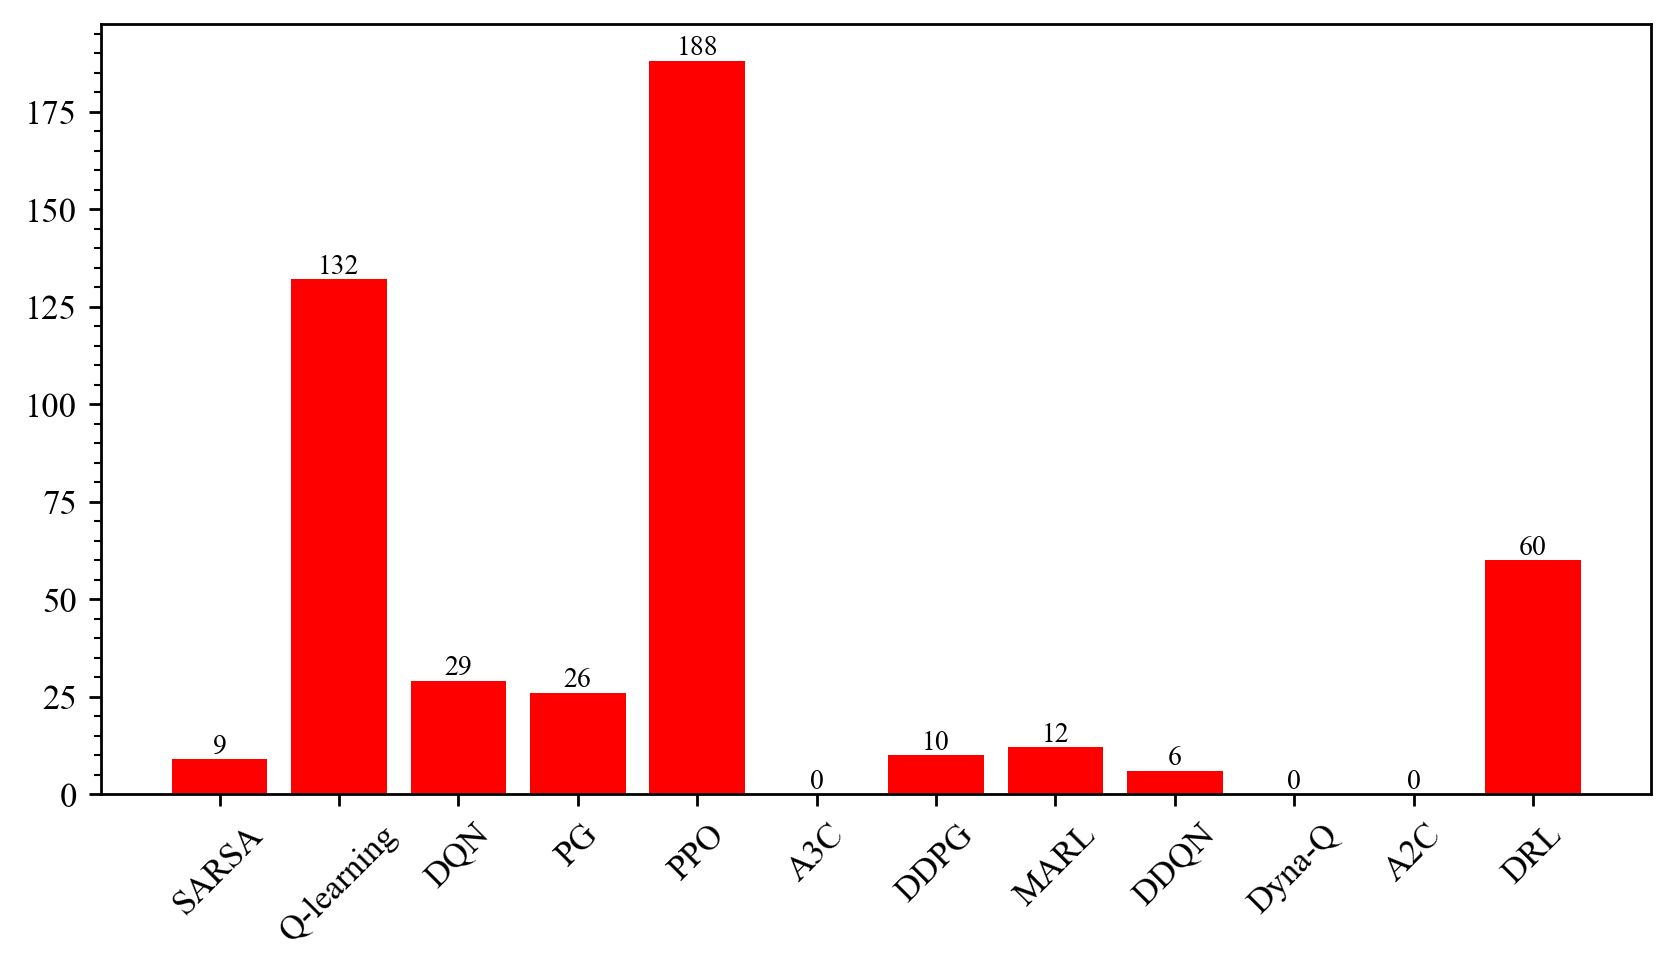 188
175
150
132
125
100
75
60
50
29
26
25
9
0
10
12
6
0
0
0
SARSA
Q-learning
DQN
PG
PPO
A3C
DDPG
MARL
DDQN
Dyna-Q
A2C
DRL